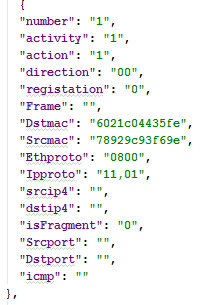 {
"number": "1",
"activity": "1",
"action": "1",
"direction": "00",
"registation": "0",
"Frame": "",
"Dstmac": "6021c04435fe",
"Srcmac": "78929c93f69e",
"Ethproto": "0800",
"Ipproto": "11,01",
"srcip4": "",
"dstip4": "",
"isFragment": "0",
"Srcport": "",
"Dstport": "",
"icmp": ""
},